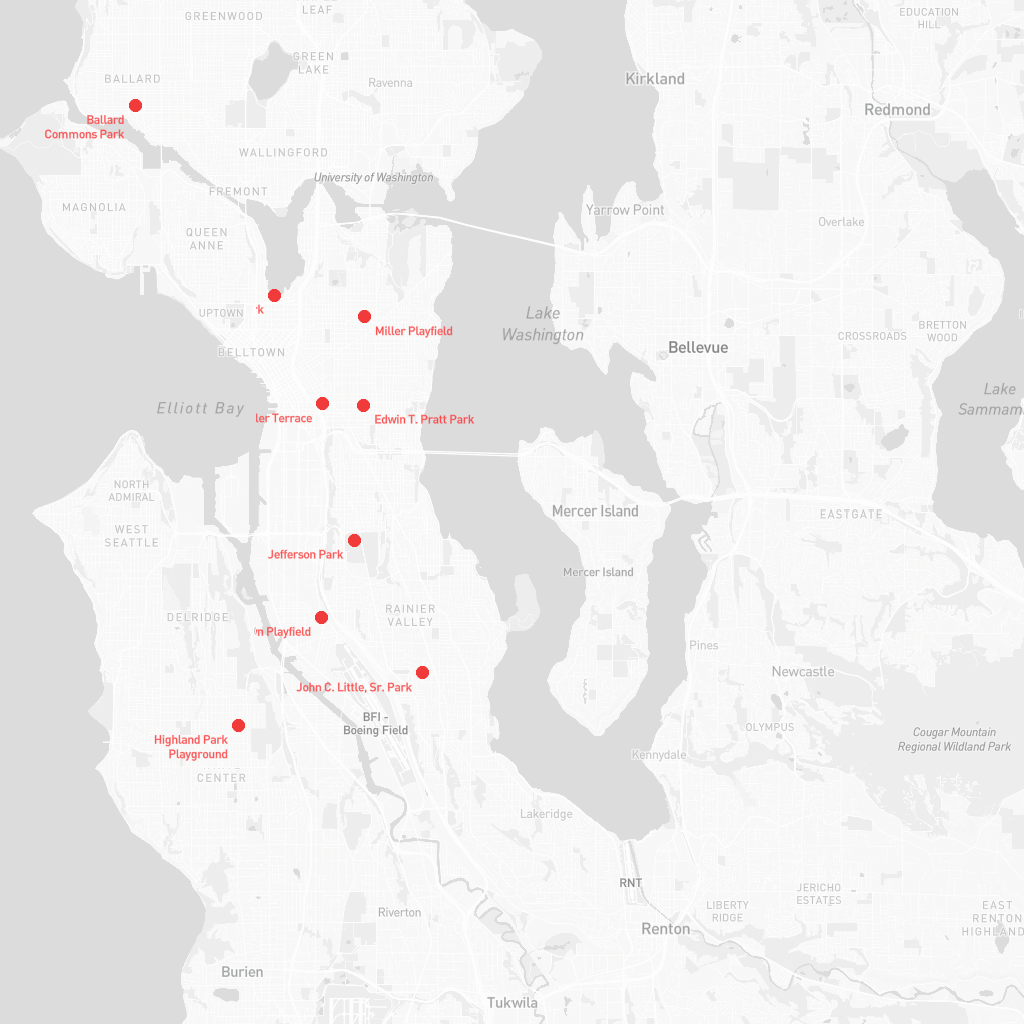 GREENWOOD
LEAF
EDUCATION
HILL
GREEN
LAKE
BALLARD
Ravenna
Kirkland
Redmond
Ballard
Commons Park
WALLINGFORD
University of Washington
FREMONT
MAGNOLIA
Yarrow Point
Overlake
QUEEN
ANNE
UPTOWN
Lake
Washington
Miller Playfield
BRETTON
WOOD
CROSSROADS
BELLTOWN
Bellevue
Elliott Bay
Lake
Terrace
Edwin T. Pratt Park
NORTH
ADMIRAL
Mercer Island
EASTGATE
WEST
SEATTLE
Jefferson Park
Mercer Island
DELRIDGE
RAINIER
VALLEY
Playfield
Pines
Newcastle
John C. Little, Sr. Park
BFI -
Boeing Field
OLYMPUS
Cougar Mountain
Regional Wildland Park
Highland Park
Playground
Kennydale
CENTER
Lakeridge
RNT
JERICHO
ESTATES
LIBERTY
RIDGE
Riverton
EAST
RENTON
Renton
Burien
Tukwila